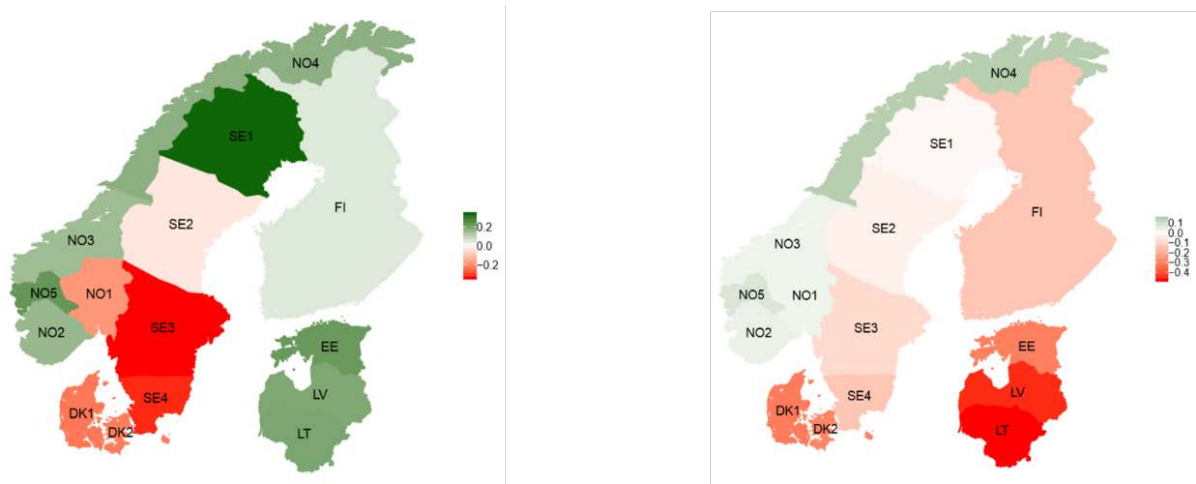 NO4
SE1
FI
SE2
NO3
NO5
NO1
NO2
SE3
SE4
DK1
DK2
EE
LV
LT
0.2
0.0
−0.2
NO4
SE1
FI
SE2
NO3
NO5
NO1
NO2
SE3
SE4
DK1
DK2
EE
LV
LT
0.1
0.0
−0.1
−0.2
−0.3
−0.4